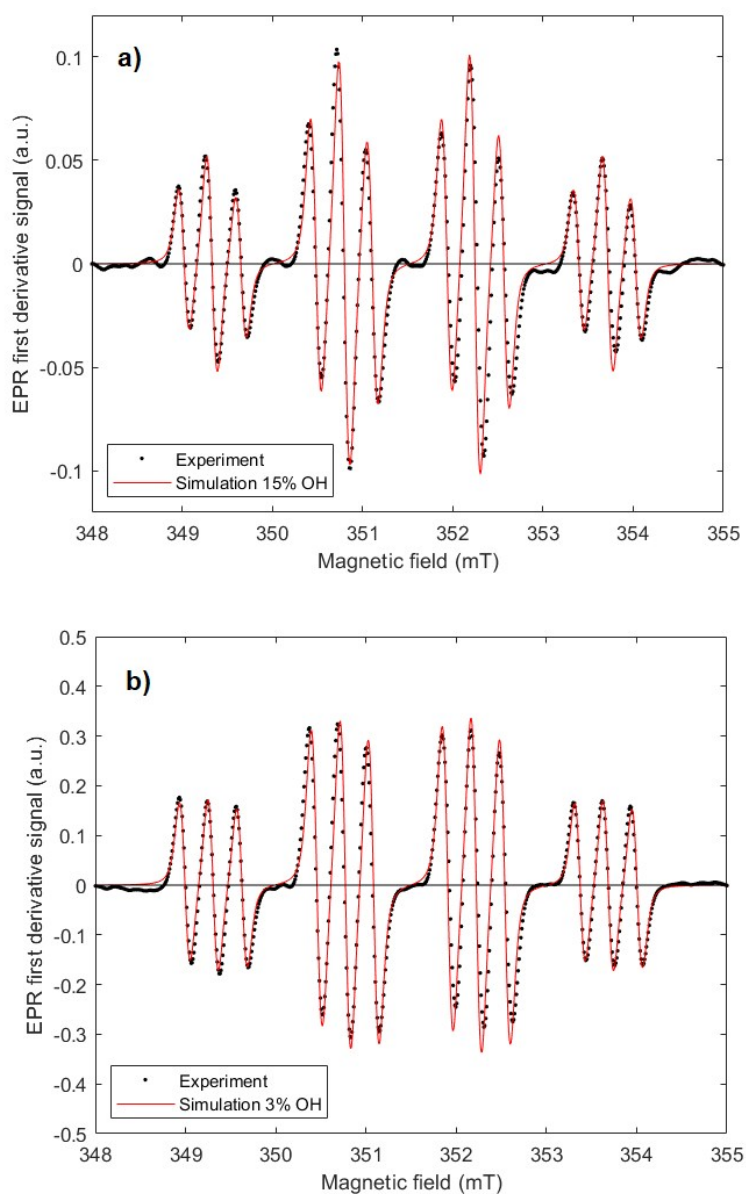 a)
0.1
0.05
0
-0.05
-0.1
EPR first derivative signal (a.u.)
Experiment
Simulation 15% OH
348 349 350 351 352 353 354 355
Magnetic field (mT)
b)
0.5
0.4
0.3
0.2
0.1
0
-0.1
-0.2
-0.3
-0.4
-0.5
EPR first derivative signal (a.u.)
Experiment
Simulation 3% OH
348 349 350 351 352 353 354 355
Magnetic field (mT)